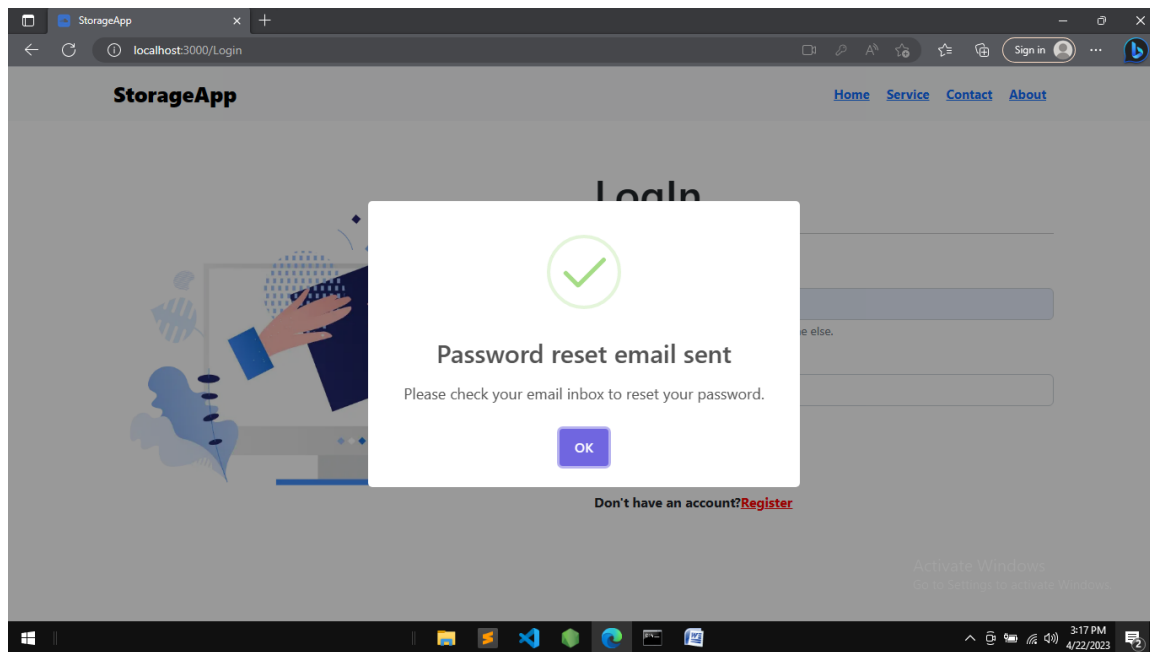 StorageApp
localhost:3000/Login
Sign in
StorageApp
Home Service Contact About
LogIn
e else.
Password reset email sent
Please check your email inbox to reset your password.
OK
Don't have an account?Register
Activate Windows
Go to Settings to activate Windows.
3:17 PM
4/22/2023
2